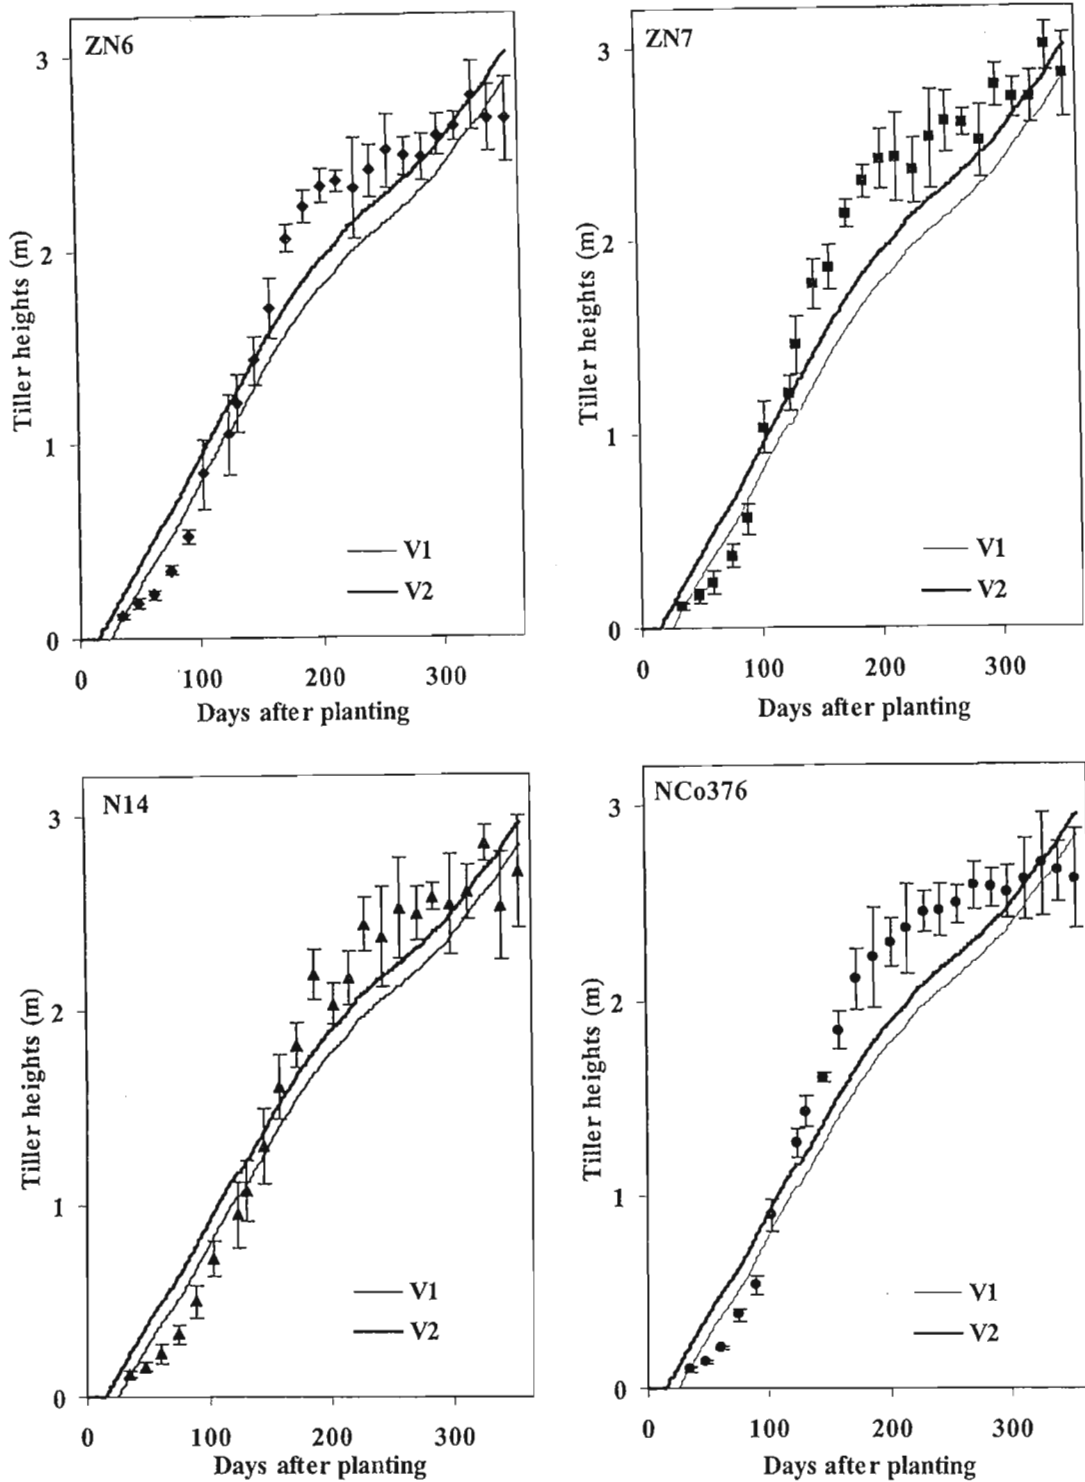 ZN6
3
2
1
0
Tiller heights (m)
V1
V2
0 100 200 300
Days after planting
ZN7
3
2
1
0
Tiller heights (m)
V1
V2
0 100 200 300
Days after planting
N14
3
2
1
0
Tiller heights (m)
V1
V2
0 100 200 300
Days after planting
NCo376
3
2
1
0
Tiller heights (m)
V1
V2
0 100 200 300
Days after planting